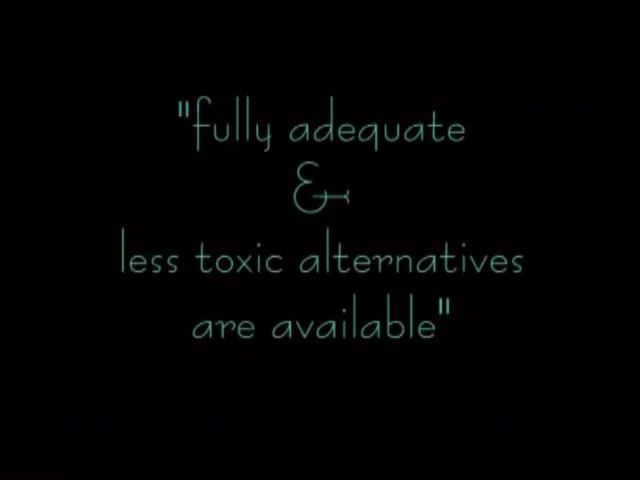 "fully adequate
&
less toxic alternatives
are available"